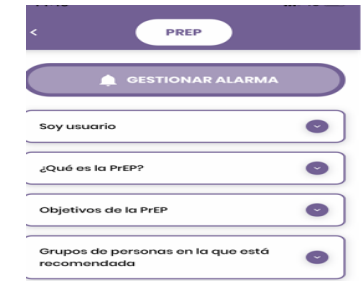 PREP
GESTIONAR ALARMA
Soy usuario
¿Qué es la PrEP?
Objetivos de la PrEP
Grupos de personas en la que está
recomendada